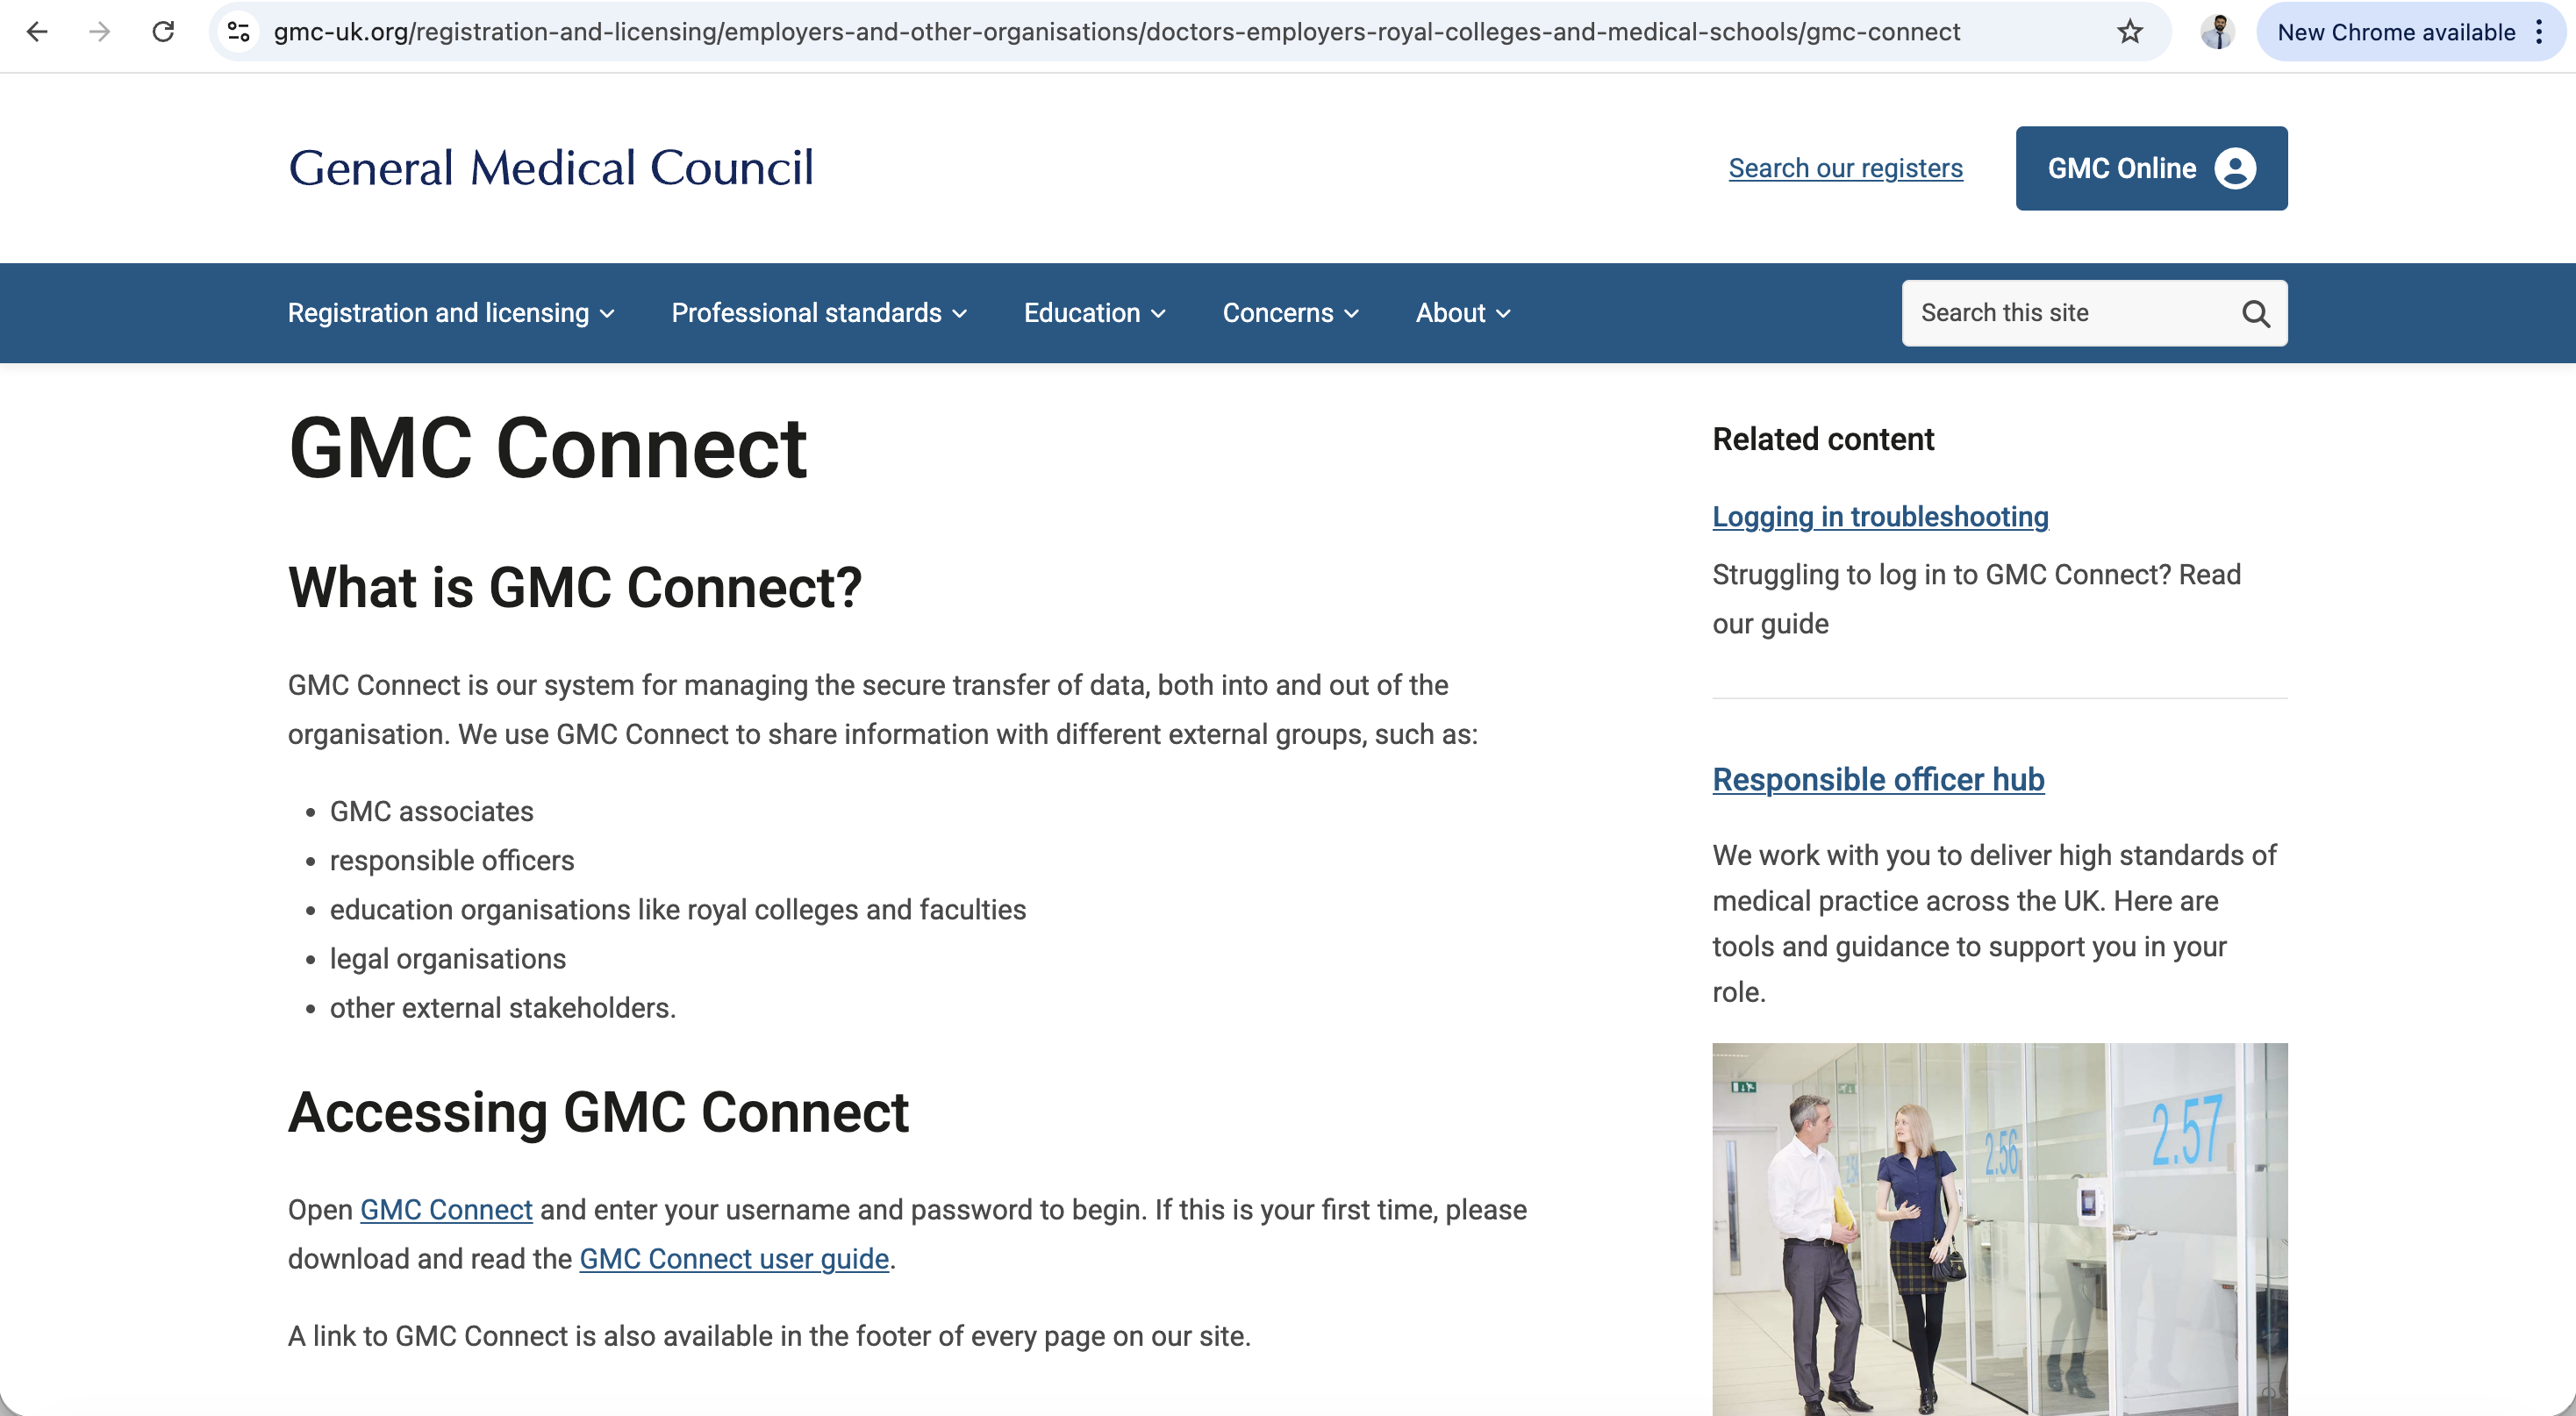 gmc-uk.org/registration-and-licensing/employers-and-other-organisations/doctors-employers-royal-colleges-and-medical-schools/gmc-connect
New Chrome available
General Medical Council
Search our registers
GMC Online
Registration and licensing
Professional standards
Education
Concerns
About
Search this site
GMC Connect
What is GMC Connect?
GMC Connect is our system for managing the secure transfer of data, both into and out of the
organisation. We use GMC Connect to share information with different external groups, such as:
• GMC associates
• responsible officers
• education organisations like royal colleges and faculties
• legal organisations
• other external stakeholders.
Accessing GMC Connect
Open GMC Connect and enter your username and password to begin. If this is your first time, please
download and read the GMC Connect user guide.
A link to GMC Connect is also available in the footer of every page on our site.
Related content
Logging in troubleshooting
Struggling to log in to GMC Connect? Read
our guide
Responsible officer hub
We work with you to deliver high standards of
medical practice across the UK. Here are
tools and guidance to support you in your
role.
2.56
2.57